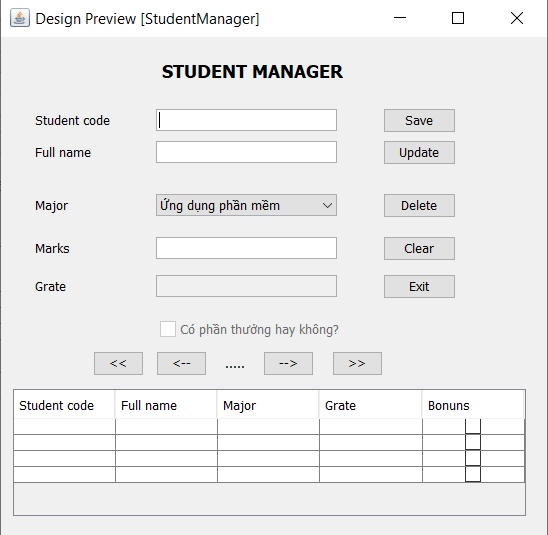 Design Preview [StudentManager]
STUDENT MANAGER
Student code Save
Full name Update
Major Ứng dụng phần mềm Delete
Marks Clear
Grate Exit
Có phần thưởng hay không?
<< <-- ..... --> >>
Student code Full name Major Grate Bonuns